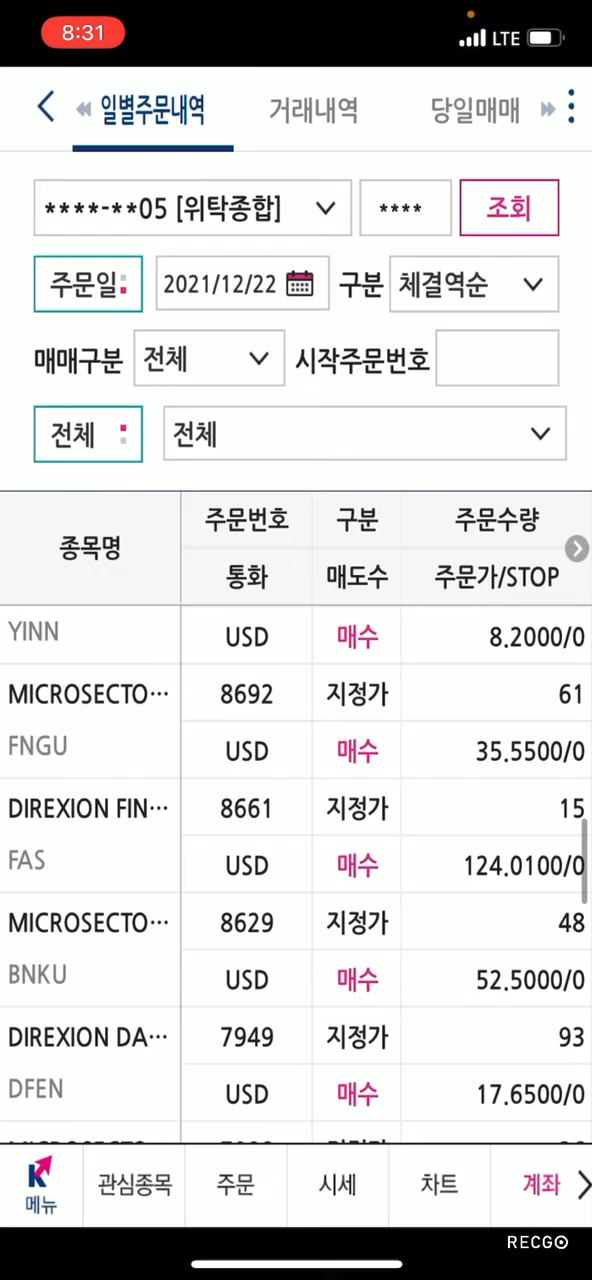 8:31
LTE
일별주문내역 거래내역 당일매매
****-**05 [위탁종합] **** 조회
주문일: 2021/12/22 구분 체결역순
매매구분 전체 시작주문번호
전체 : 전체
종목명 주문번호 구분 주문수량
통화 매도수 주문가/STOP
YINN USD 매수 8.2000/0
MICROSECTO··· 8692 지정가 61
FNGU USD 매수 35.5500/0
DIREXION FIN··· 8661 지정가 15
FAS USD 매수 124.0100/0
MICROSECTO··· 8629 지정가 48
BNKU USD 매수 52.5000/0
DIREXION DA··· 7949 지정가 93
DFEN USD 매수 17.6500/0
메뉴 관심종목 주문 시세 차트 계좌
RECGO